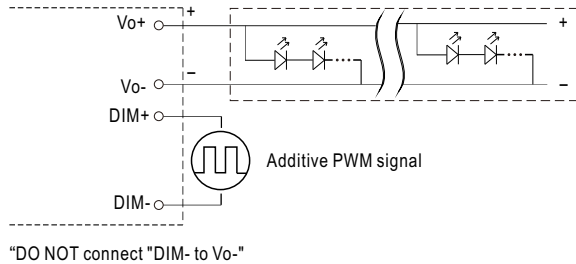 Vo+
+
+
–
Vo-
–
DIM+
Additive PWM signal
DIM-
“DO NOT connect "DIM- to Vo-"